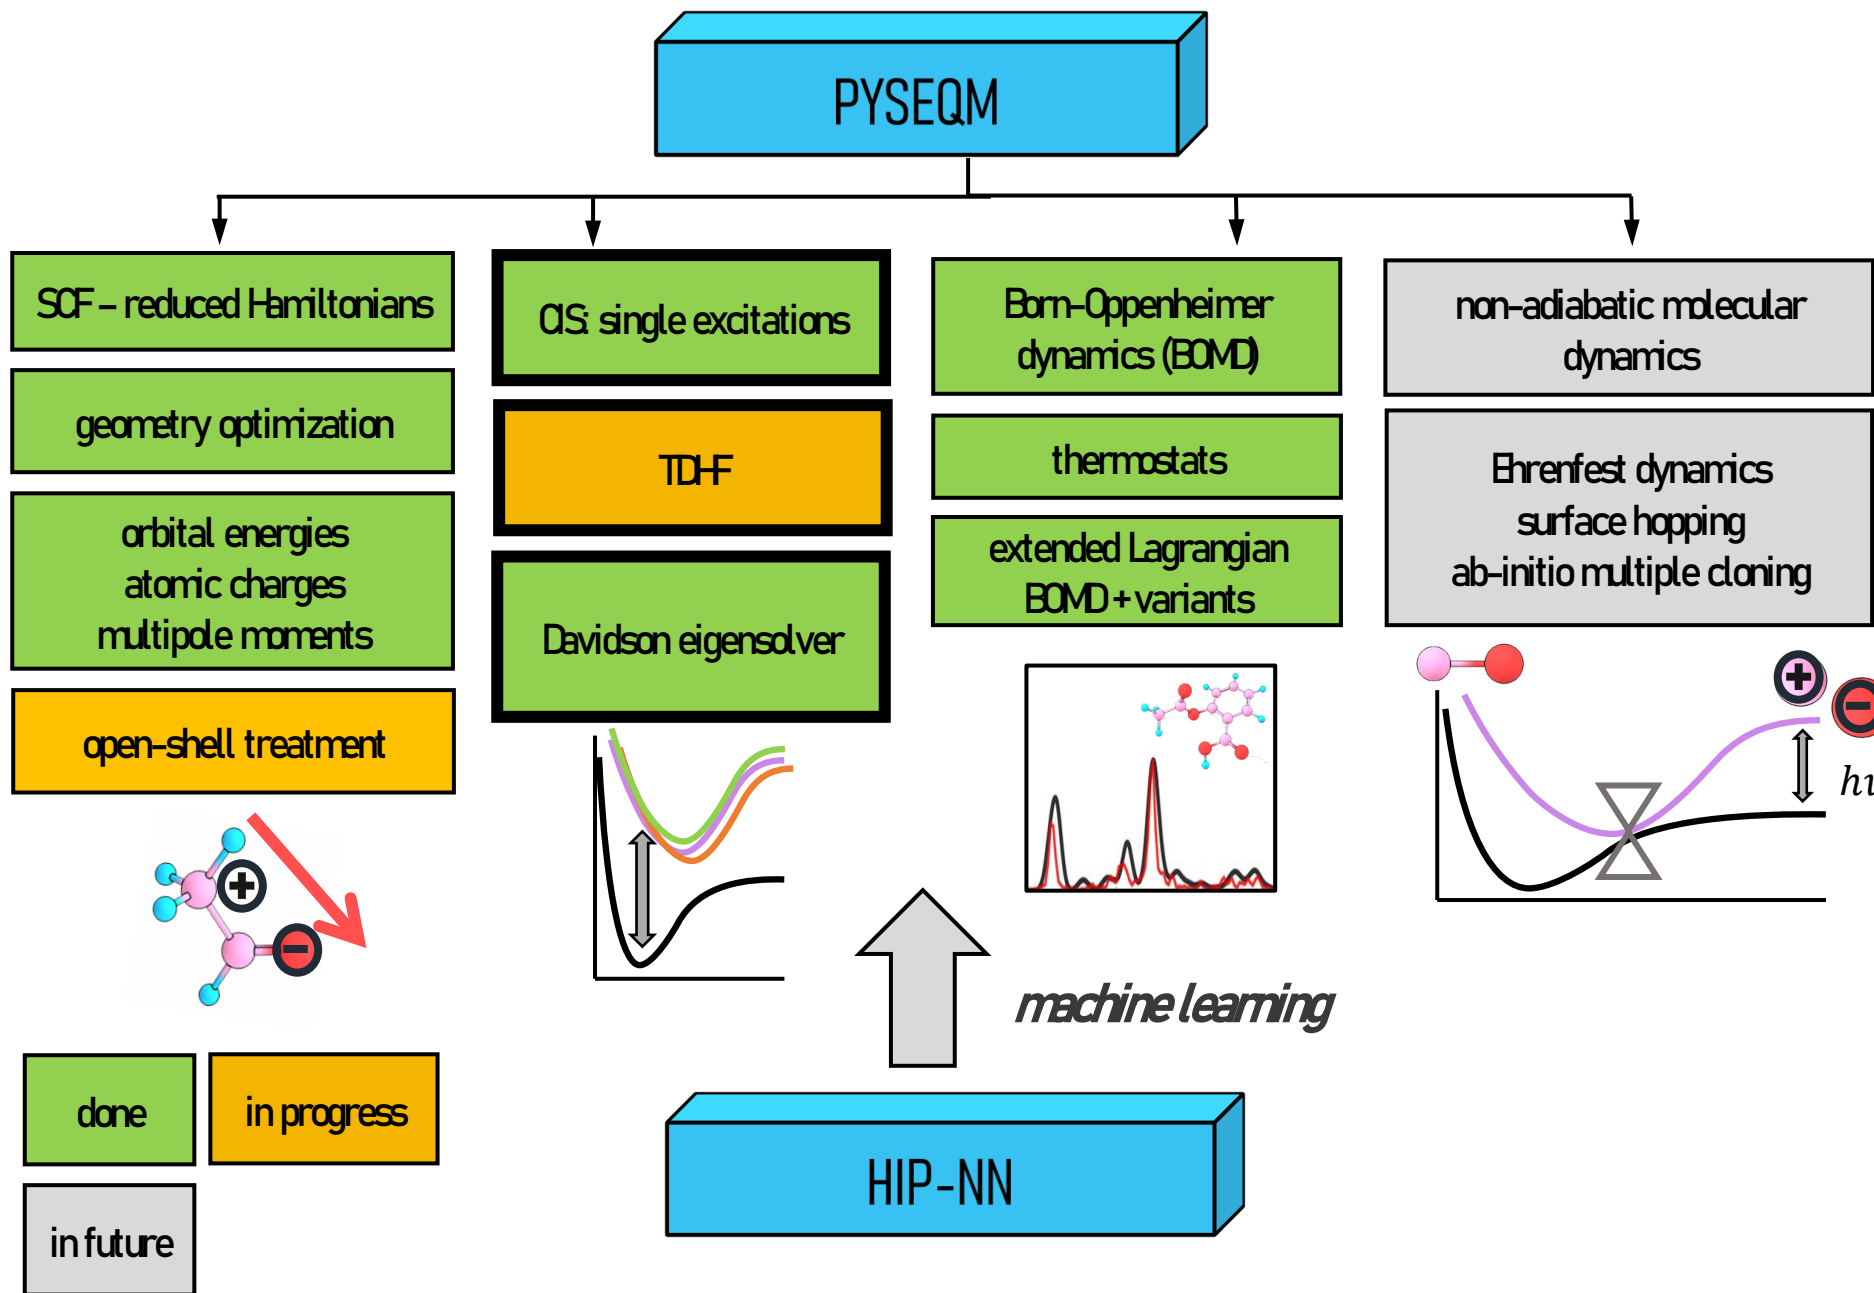 PYSEQM
SCF – reduced Hamiltonians
geometry optimization
orbital energies
atomic charges
multipole moments
open-shell treatment
CIS: single excitations
TDHF
Davidson eigensolver
Born-Oppenheimer
dynamics (BOMD)
thermostats
extended Lagrangian
BOMD + variants
non-adiabatic molecular
dynamics
Ehrenfest dynamics
surface hopping
ab-initio multiple cloning
+
−
+
−
machine learning
done
in progress
in future
HIP-NN